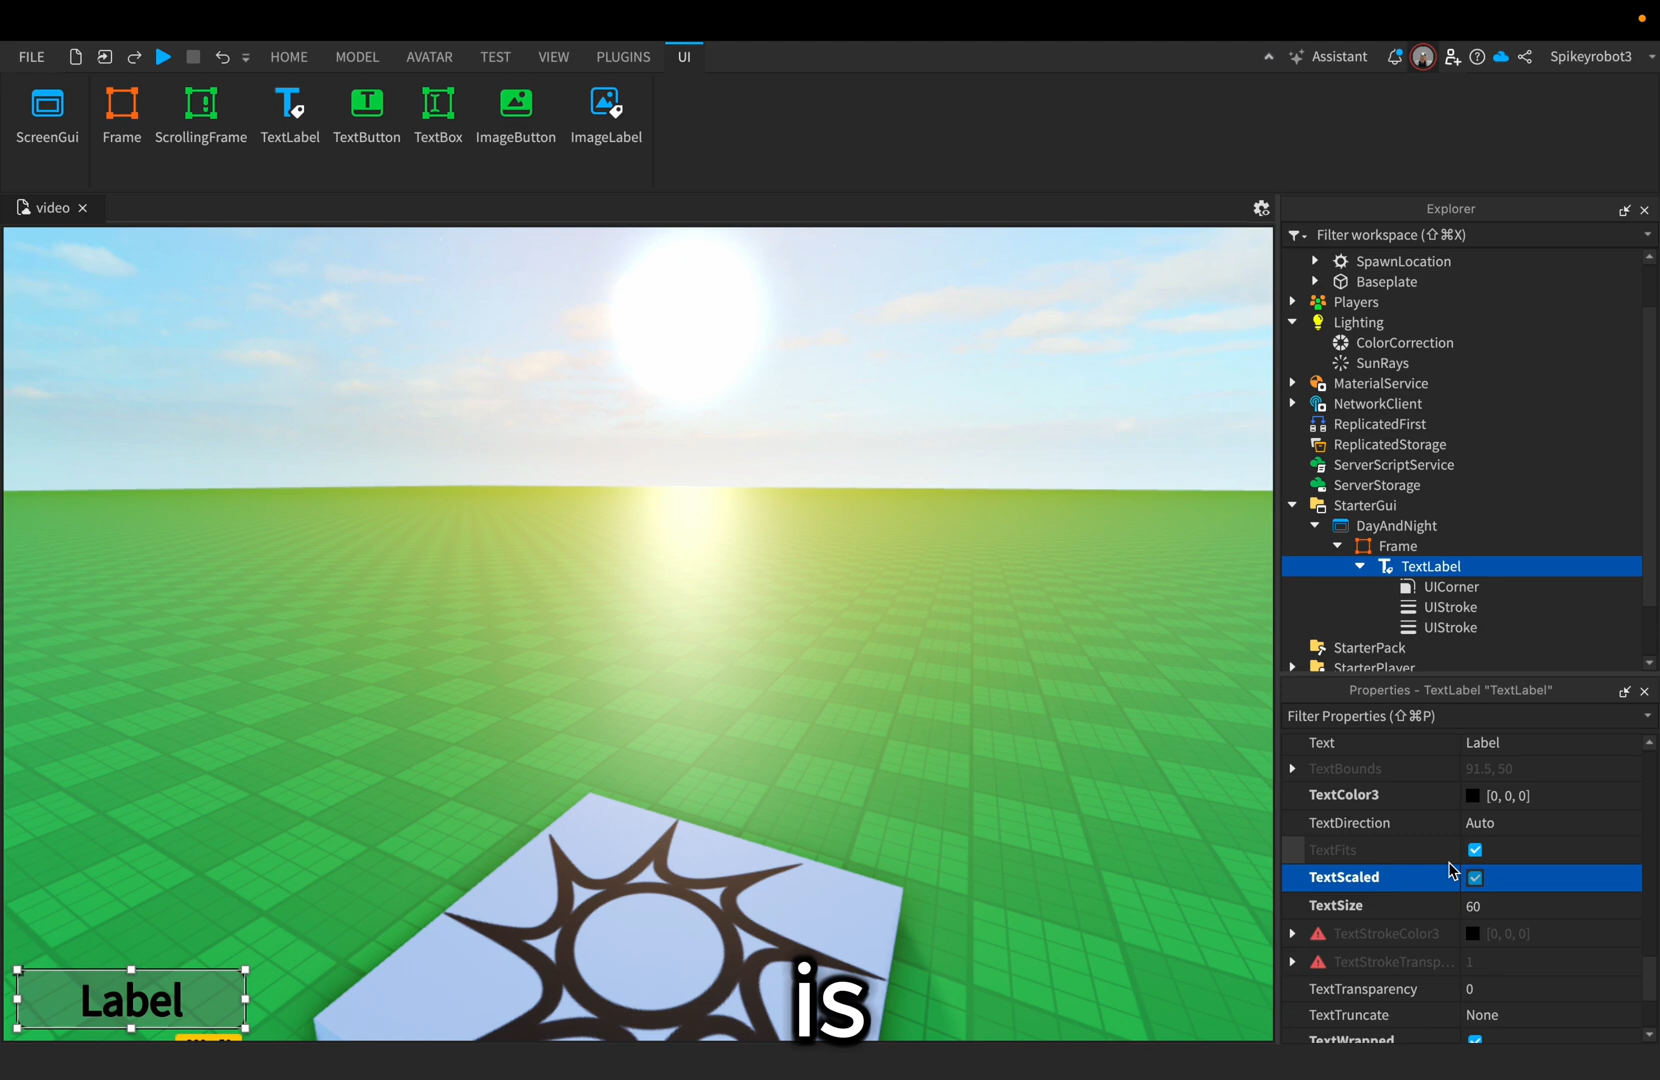 FILE HOME MODEL AVATAR TEST VIEW PLUGINS UI Assistant Spikeyrobot3
ScreenGui Frame ScrollingFrame TextLabel TextButton TextBox ImageButton ImageLabel
video
Explorer
Filter workspace (⇧⌘X)
SpawnLocation
Baseplate
Players
Lighting
ColorCorrection
SunRays
MaterialService
NetworkClient
ReplicatedFirst
ReplicatedStorage
ServerScriptService
ServerStorage
StarterGui
DayAndNight
Frame
TextLabel
UICorner
UIStroke
UIStroke
StarterPack
StarterPlayer
Properties - TextLabel "TextLabel"
Filter Properties (⇧⌘P)
Text Label
TextBounds 91.5, 50
TextColor3 [0, 0, 0]
TextDirection Auto
TextFits
TextScaled
TextSize 60
TextStrokeColor3 [0, 0, 0]
TextStrokeTransp... 1
TextTransparency 0
TextTruncate None
TextWrapped
Label
is